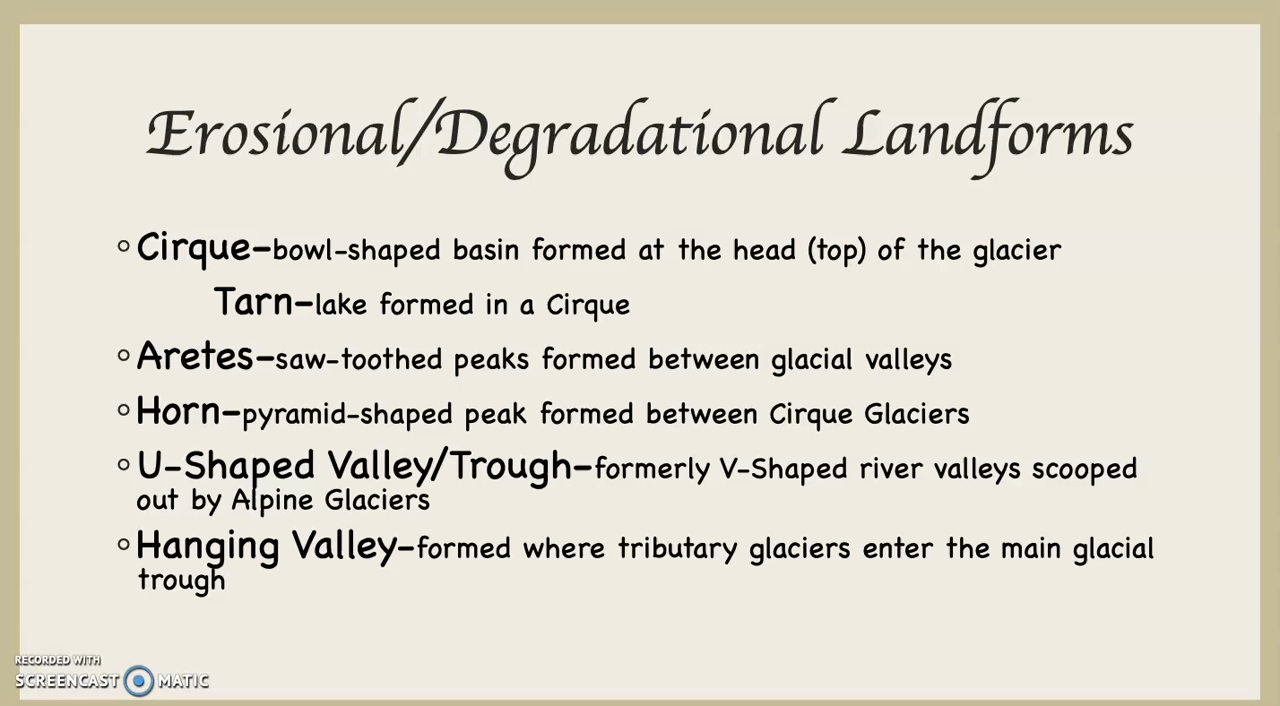 Erosional/Degradational Landforms
Cirque-bowl-shaped basin formed at the head (top) of the glacier
Tarn-lake formed in a Cirque
Aretes-saw-toothed peaks formed between glacial valleys
Horn-pyramid-shaped peak formed between Cirque Glaciers
U-Shaped Valley/Trough-formerly V-Shaped river valleys scooped
out by Alpine Glaciers
Hanging Valley-formed where tributary glaciers enter the main glacial
trough
RECORDED WITH
SCREENCAST MATIC